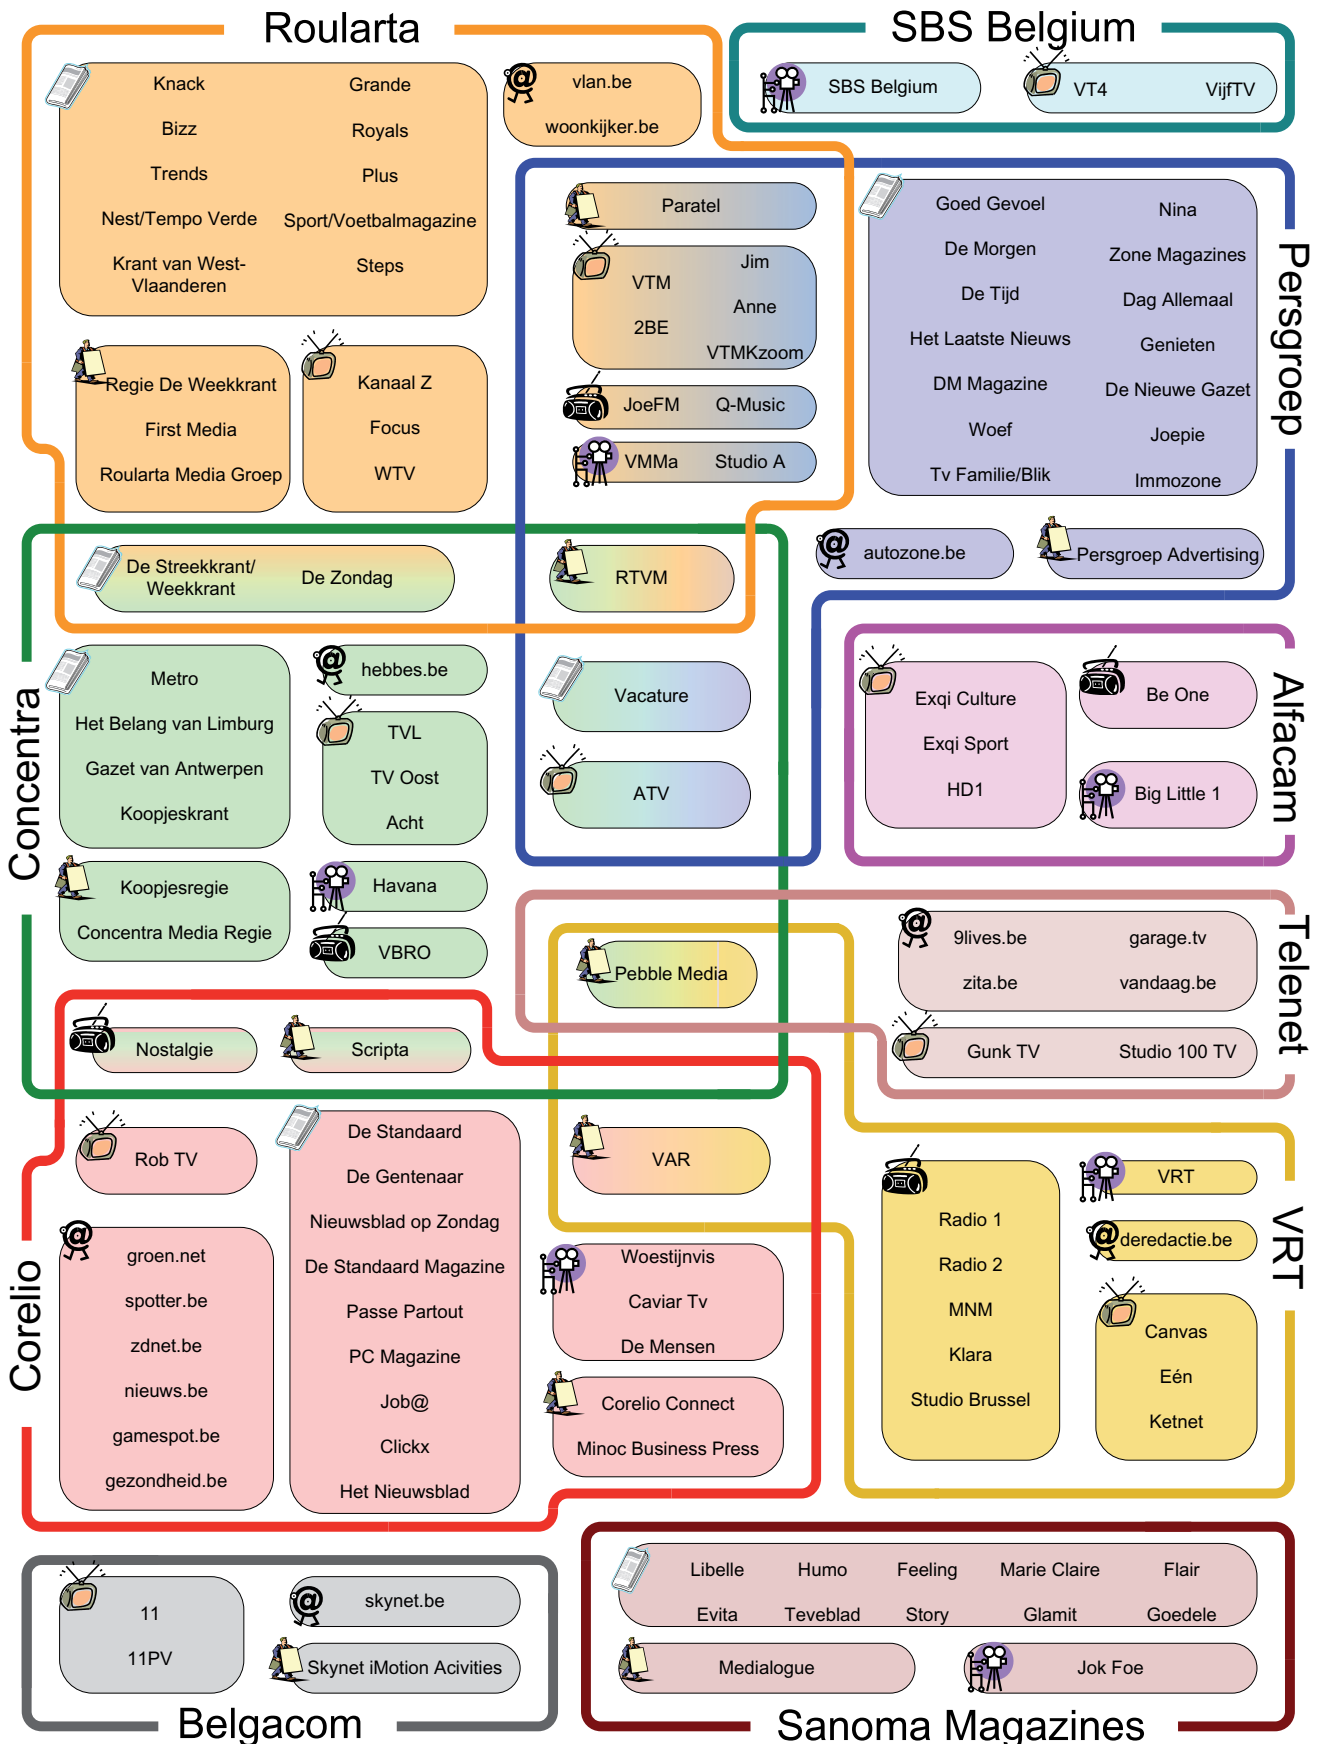 Roularta
SBS Belgium
Knack
Grande
Bizz
Royals
Trends
Plus
Nest/Tempo Verde
Sport/Voetbalmagazine
Krant van West-
Vlaanderen
Steps
vlan.be
woonkijker.be
SBS Belgium
VT4
VijfTV
Regie De Weekkrant
First Media
Roularta Media Groep
Kanaal Z
Focus
WTV
Paratel
VTM
2BE
Jim
Anne
VTMKzoom
JoeFM
Q-Music
VMMa
Studio A
Persgroep
Goed Gevoel
De Morgen
De Tijd
Het Laatste Nieuws
DM Magazine
Woef
Tv Familie/Blik
Nina
Zone Magazines
Dag Allemaal
Genieten
De Nieuwe Gazet
Joepie
Immozone
autozone.be
Persgroep Advertising
De Streekkrant/
Weekkrant
De Zondag
RTVM
Concentra
Metro
Het Belang van Limburg
Gazet van Antwerpen
Koopjeskrant
hebbes.be
TVL
TV Oost
Acht
Koopjesregie
Concentra Media Regie
Havana
VBRO
Vacature
ATV
Alfacam
Exqi Culture
Exqi Sport
HD1
Be One
Big Little 1
Telenet
9lives.be
garage.tv
zita.be
vandaag.be
Gunk TV
Studio 100 TV
Pebble Media
Nostalgie
Scripta
Corelio
Rob TV
groen.net
spotter.be
zdnet.be
nieuws.be
gamespot.be
gezondheid.be
De Standaard
De Gentenaar
Nieuwsblad op Zondag
De Standaard Magazine
Passe Partout
PC Magazine
Job@
Clickx
Het Nieuwsblad
VAR
Woestijnvis
Caviar Tv
De Mensen
Corelio Connect
Minoc Business Press
VRT
Radio 1
Radio 2
MNM
Klara
Studio Brussel
VRT
deredactie.be
Canvas
Eén
Ketnet
11
11PV
skynet.be
Skynet iMotion Acivities
Belgacom
Libelle
Humo
Feeling
Marie Claire
Flair
Evita
Teveblad
Story
Glamit
Goedele
Medialogue
Jok Foe
Sanoma Magazines